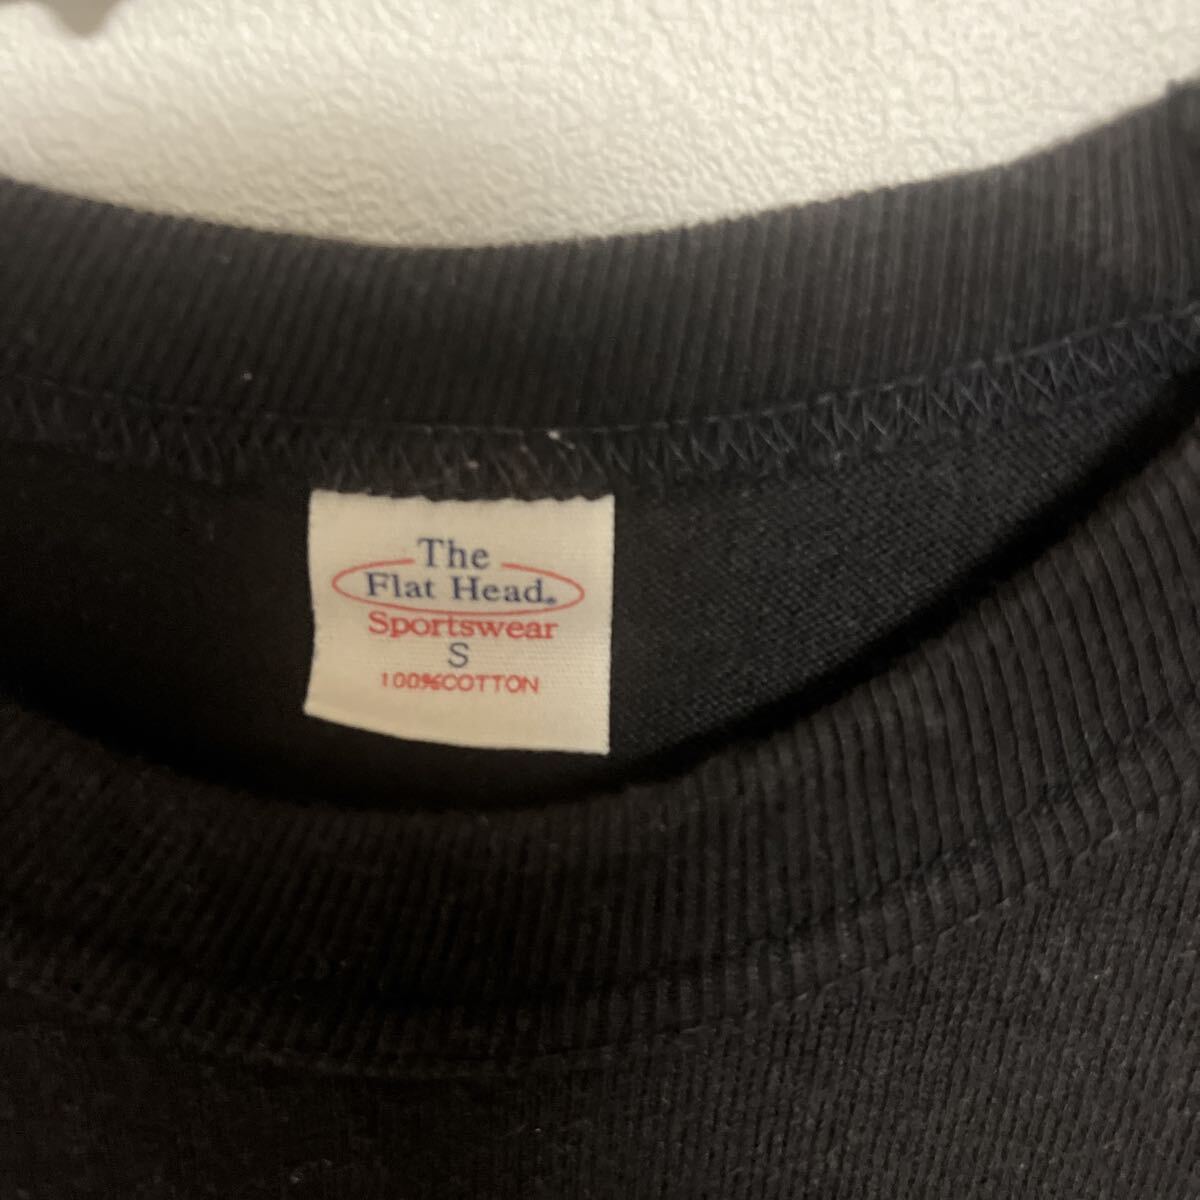 The
Flat Head.
Sportswear
S
100%COTTON